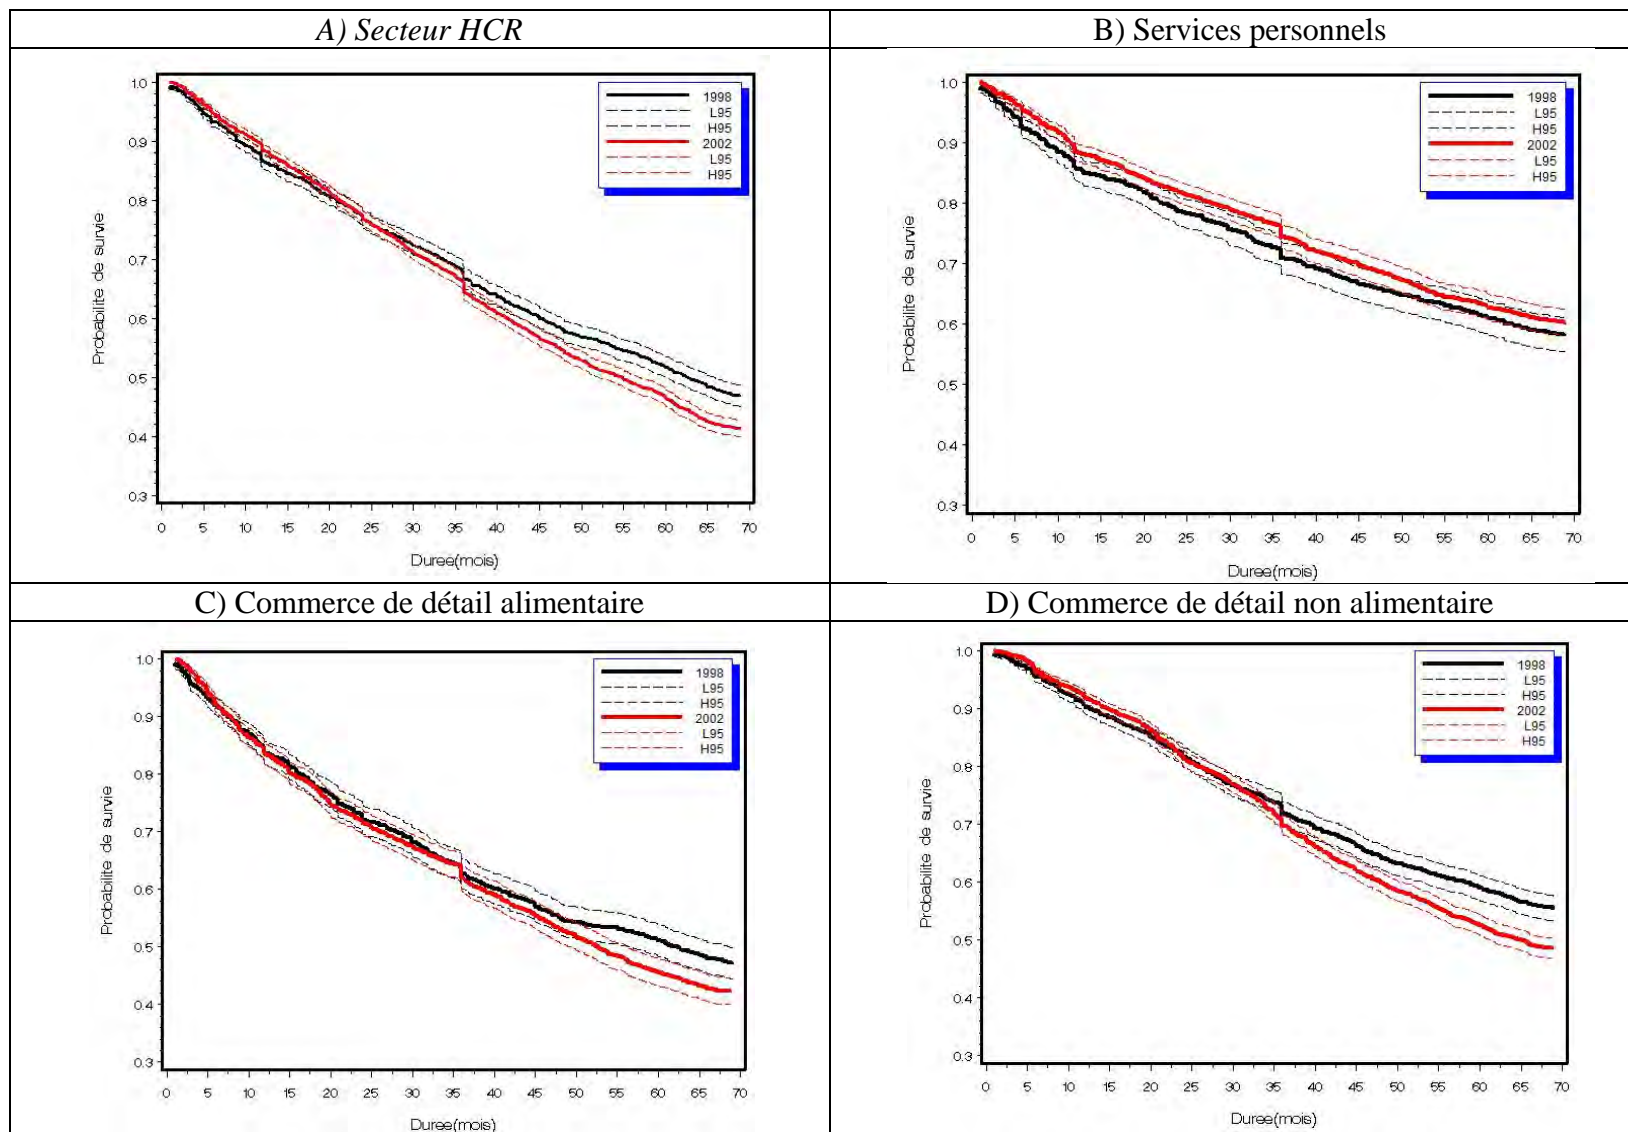 A) Secteur HCR
B) Services personnels
1.0
0.9
0.8
0.7
0.6
0.5
0.4
0.3
Probabilite de survie
0 5 10 15 20 25 30 35 40 45 50 55 60 65 70
Duree(mois)
1998
L95
H95
2002
L95
H95
1.0
0.9
0.8
0.7
0.6
0.5
0.4
0.3
Probabilite de survie
0 5 10 15 20 25 30 35 40 45 50 55 60 65 70
Duree(mois)
1998
L95
H95
2002
L95
H95
C) Commerce de détail alimentaire
D) Commerce de détail non alimentaire
1.0
0.9
0.8
0.7
0.6
0.5
0.4
0.3
Probabilite de survie
0 5 10 15 20 25 30 35 40 45 50 55 60 65 70
Duree(mois)
1998
L95
H95
2002
L95
H95
1.0
0.9
0.8
0.7
0.6
0.5
0.4
0.3
Probabilite de survie
0 5 10 15 20 25 30 35 40 45 50 55 60 65 70
Duree(mois)
1998
L95
H95
2002
L95
H95